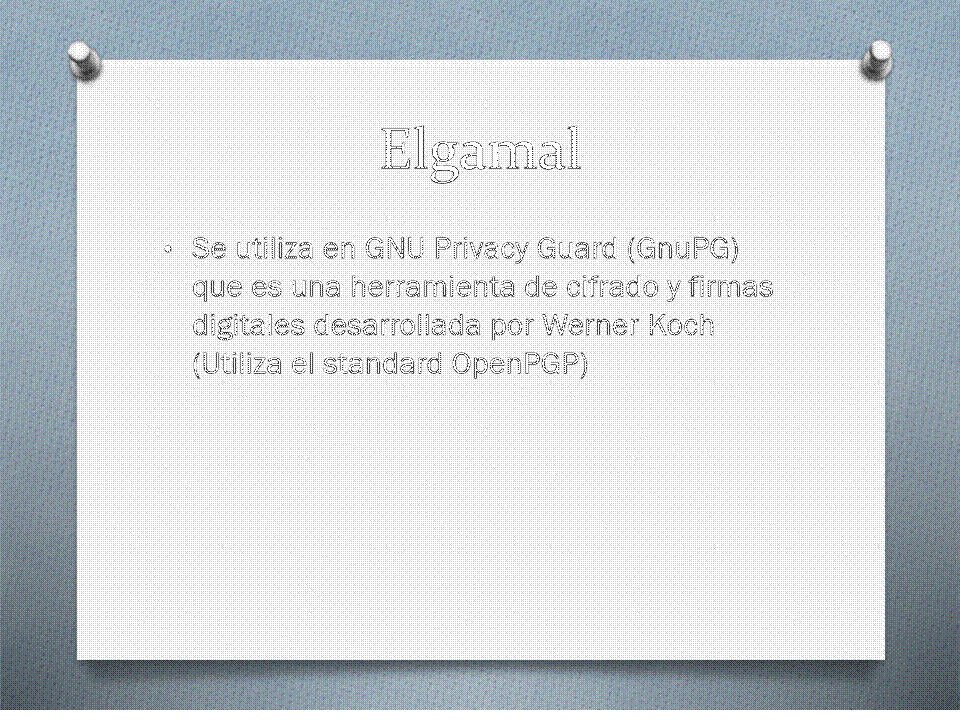 Elgamal
• Se utiliza en GNU Privacy Guard (GnuPG)
que es una herramienta de cifrado y firmas
digitales desarrollada por Werner Koch
(Utiliza el standard OpenPGP)